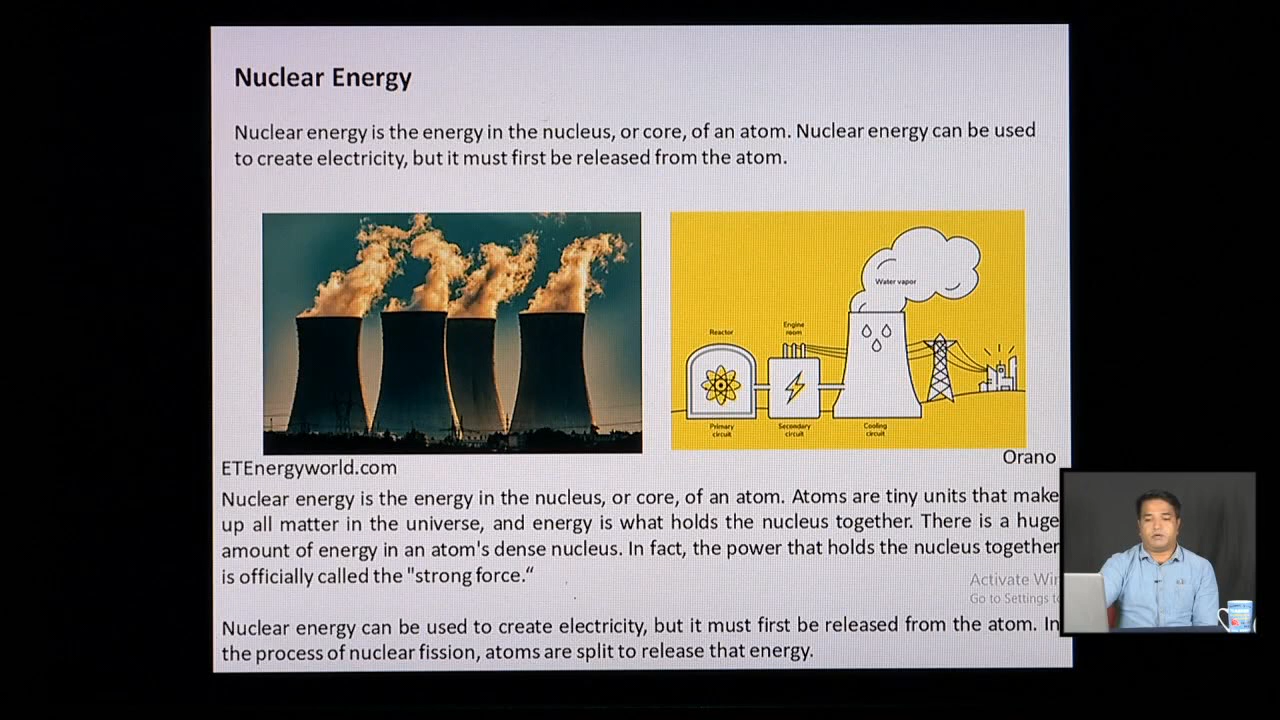 Nuclear Energy
Nuclear energy is the energy in the nucleus, or core, of an atom. Nuclear energy can be used
to create electricity, but it must first be released from the atom.
Water vapor
Reactor
Engine
room
Primary
circuit
Secondary
circuit
Cooling
circuit
ETEnergyworld.com
Orano
Nuclear energy is the energy in the nucleus, or core, of an atom. Atoms are tiny units that make
up all matter in the universe, and energy is what holds the nucleus together. There is a huge
amount of energy in an atom's dense nucleus. In fact, the power that holds the nucleus together
is officially called the "strong force.“
Activate
Go to Settings
Nuclear energy can be used to create electricity, but it must first be released from the atom. In
the process of nuclear fission, atoms are split to release that energy.